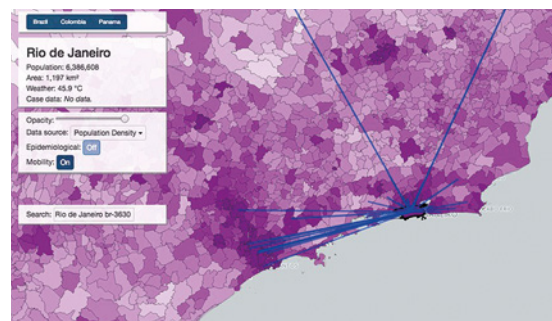 Brazil Colombia Panama
Rio de Janeiro
Population: 6,386,608
Area: 1,197 km²
Weather: 45.9 °C
Case data: No data.
Opacity:
Data source: Population Density
Epidemiological: Off
Mobility: On
Search: Rio de Janeiro br-3630